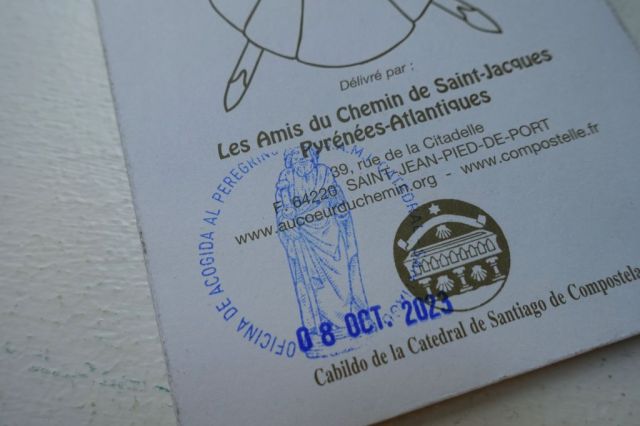 Délivré par :
Les Amis du Chemin de Saint-Jacques
Pyrénées-Atlantiques
39, rue de la Citadelle
F. 64220 SAINT-JEAN-PIED-DE-PORT
www.aucoeurduchemin.org - www.compostelle.fr
OFICINA DE ACOGIDA AL PEREGRINO
08 OCT. 2023
Cabildo de la Catedral de Santiago de Compostela